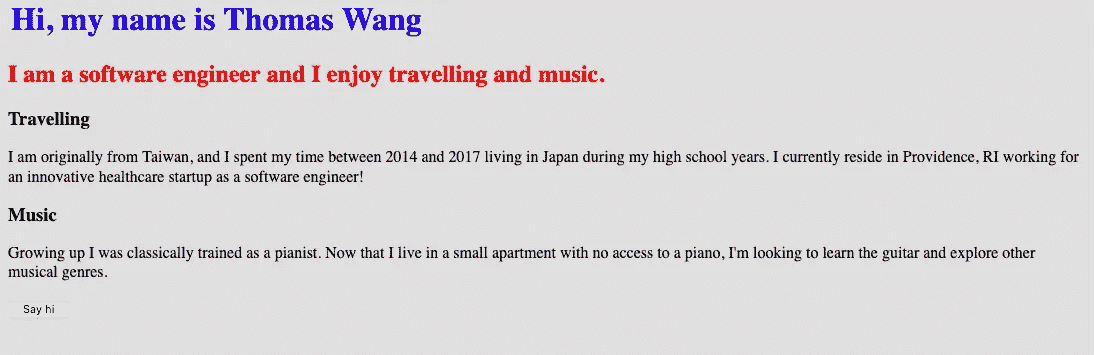 Hi, my name is Thomas Wang
I am a software engineer and I enjoy travelling and music.
Travelling
I am originally from Taiwan, and I spent my time between 2014 and 2017 living in Japan during my high school years. I currently reside in Providence, RI working for
an innovative healthcare startup as a software engineer!
Music
Growing up I was classically trained as a pianist. Now that I live in a small apartment with no access to a piano, I'm looking to learn the guitar and explore other
musical genres.
Say hi